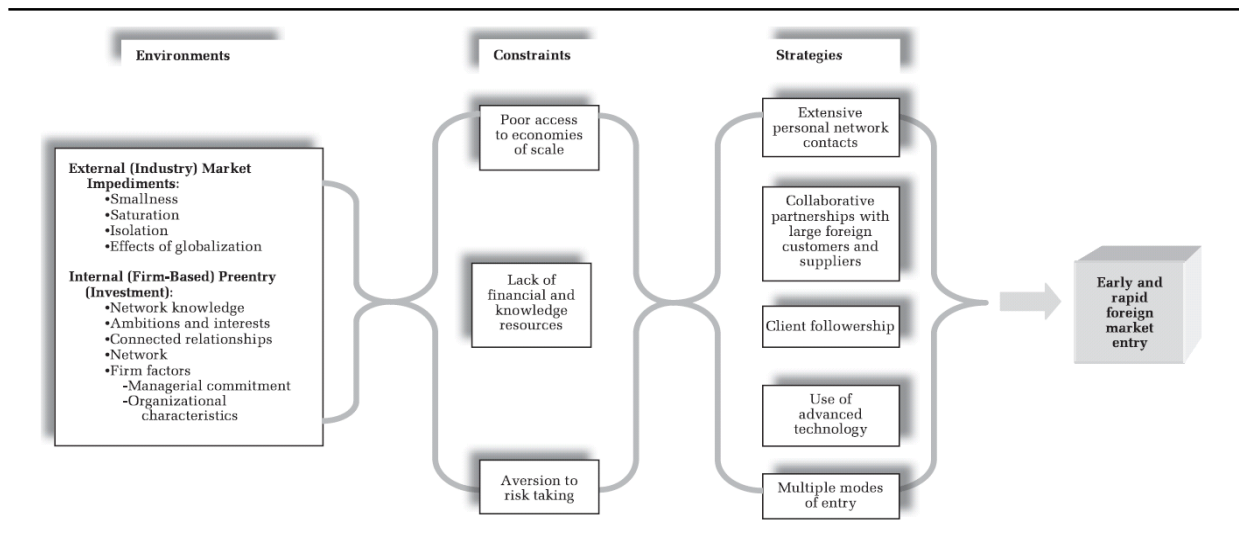 Environments
External (Industry) Market
Impediments:
•Smallness
•Saturation
•Isolation
•Effects of globalization
Internal (Firm-Based) Preentry
(Investment):
•Network knowledge
•Ambitions and interests
•Connected relationships
•Network
•Firm factors
-Managerial commitment
-Organizational
characteristics
Constraints
Poor access
to economies
of scale
Lack of
financial and
knowledge
resources
Aversion to
risk taking
Strategies
Extensive
personal network
contacts
Collaborative
partnerships with
large foreign
customers and
suppliers
Client followership
Use of
advanced
technology
Multiple modes
of entry
Early and
rapid
foreign
market
entry